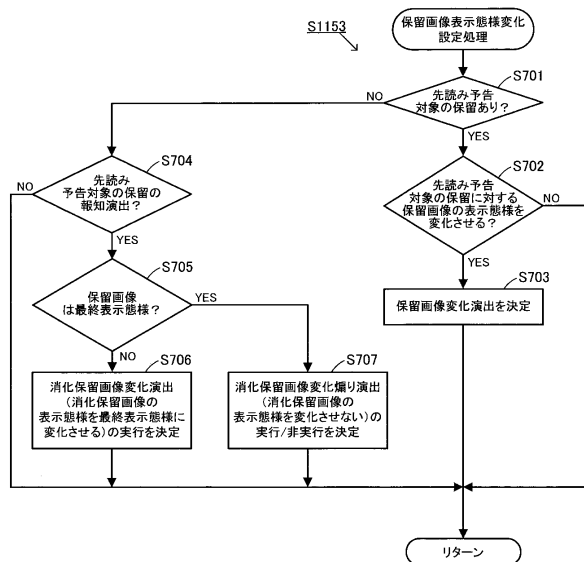 S1153
保留画像表示態様変化
設定処理
S701
先読み予告
対象の保留あり?
NO
YES
S704
先読み
予告対象の保留の
報知演出?
NO
YES
S702
先読み予告
対象の保留に対する
保留画像の表示態様を
変化させる?
NO
YES
S705
保留画像
は最終表示態様?
YES
NO
S703
保留画像変化演出を決定
S706
消化保留画像変化演出
(消化保留画像の
表示態様を最終表示態様に
変化させる)の実行を決定
S707
消化保留画像変化煽り演出
(消化保留画像の
表示態様を変化させない)の
実行/非実行を決定
リターン